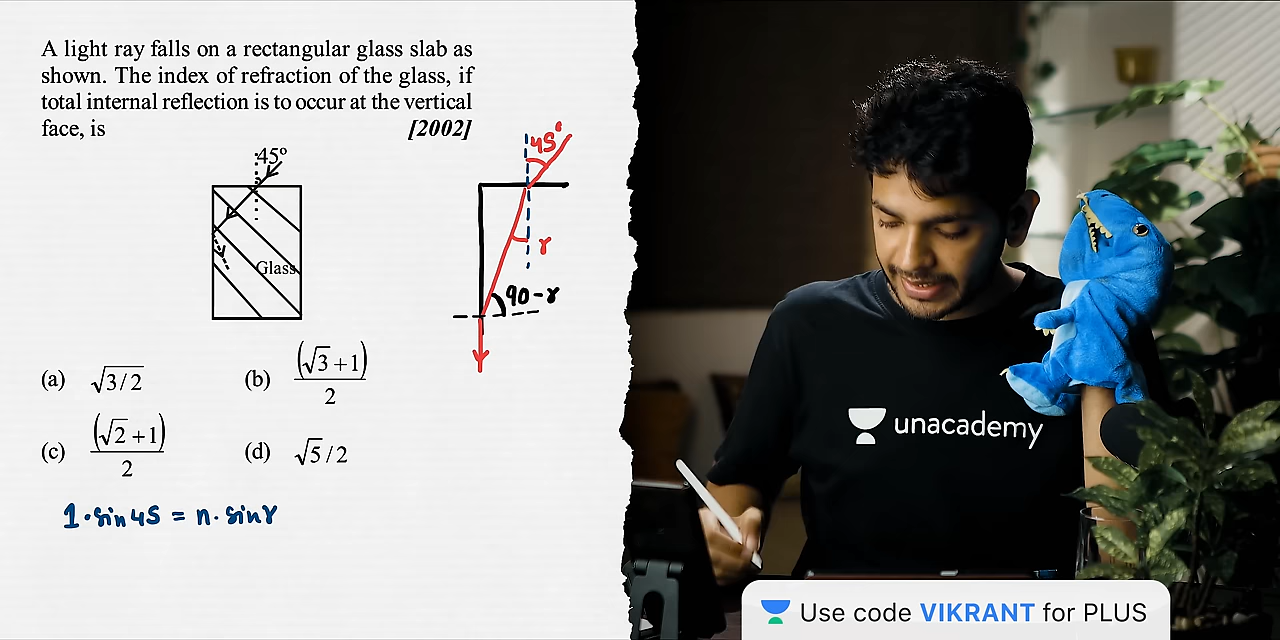 A light ray falls on a rectangular glass slab as
shown. The index of refraction of the glass, if
total internal reflection is to occur at the vertical
face, is [2002]
45°
Glass
45°
r
90-r
(a) √3/2 (b) (√3+1)/2
(c) (√2+1)/2 (d) √5/2
1·sin45 = n·sinr
unacademy
Use code VIKRANT for PLUS